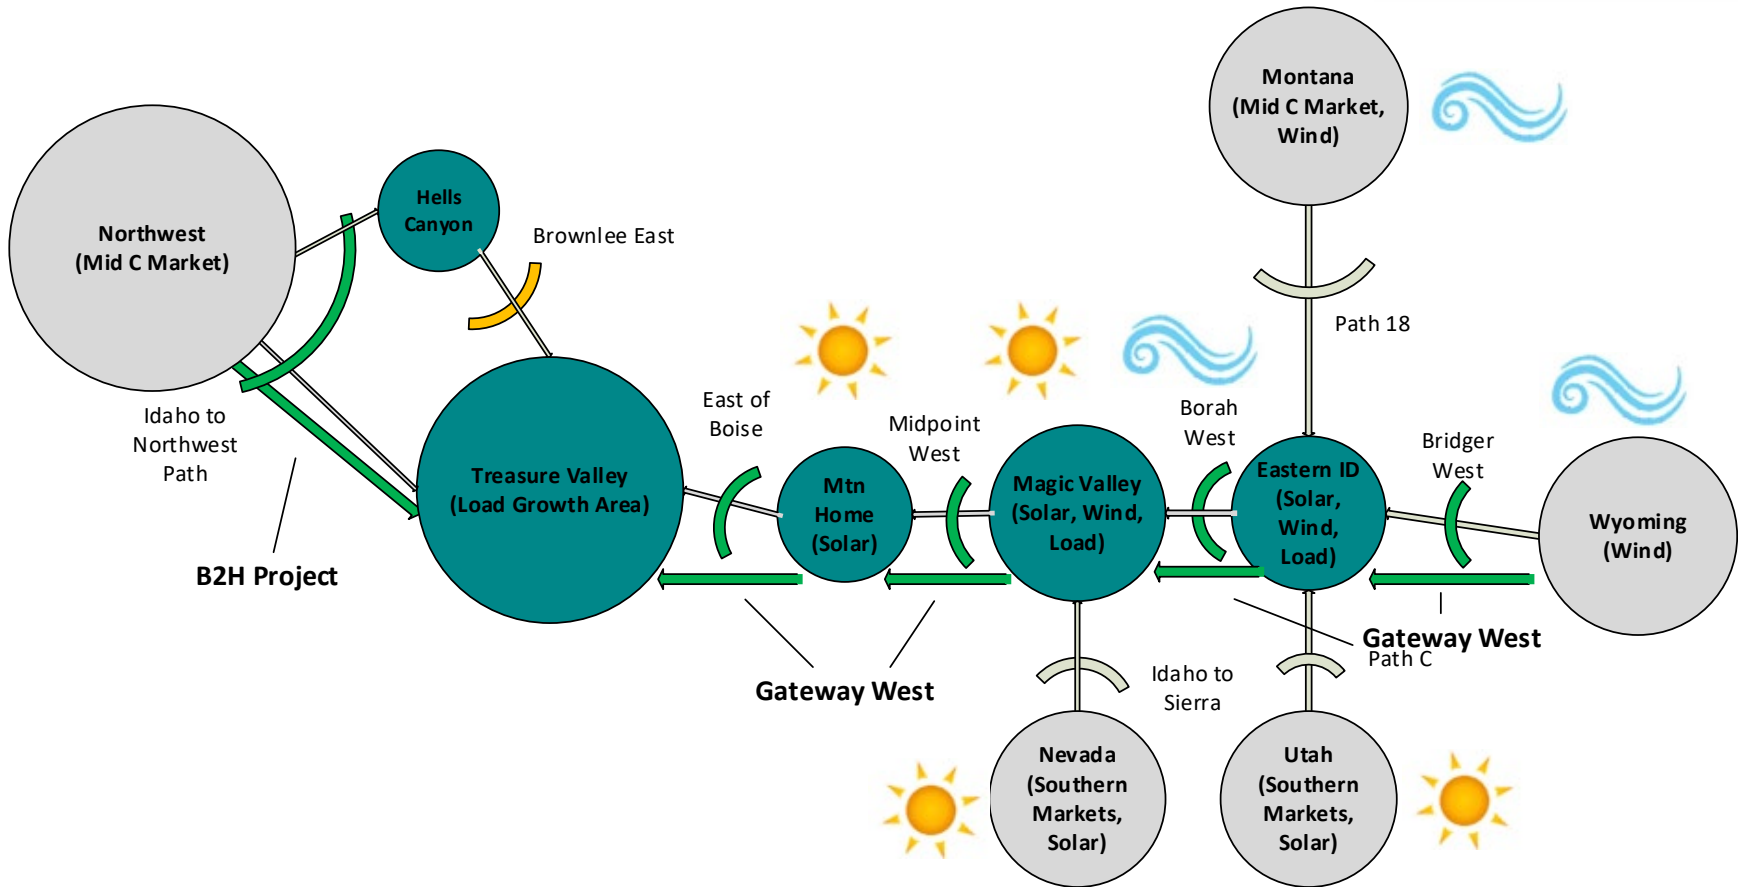 Montana
(Mid C Market,
Wind)
Hells
Canyon
Northwest
(Mid C Market)
Brownlee East
Path 18
Idaho to
Northwest
Path
East of
Boise
Midpoint
West
Borah
West
Bridger
West
Treasure Valley
(Load Growth Area)
Mtn
Home
(Solar)
Magic Valley
(Solar, Wind,
Load)
Eastern ID
(Solar,
Wind,
Load)
Wyoming
(Wind)
B2H Project
Gateway West
Path C
Gateway West
Idaho to
Sierra
Nevada
(Southern
Markets,
Solar)
Utah
(Southern
Markets,
Solar)